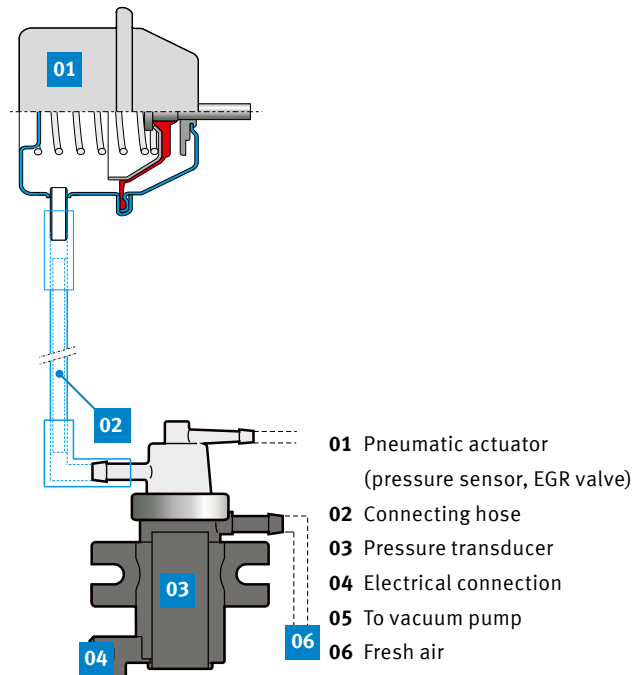 01
02
03
04
06
01 Pneumatic actuator
(pressure sensor, EGR valve)
02 Connecting hose
03 Pressure transducer
04 Electrical connection
05 To vacuum pump
06 Fresh air